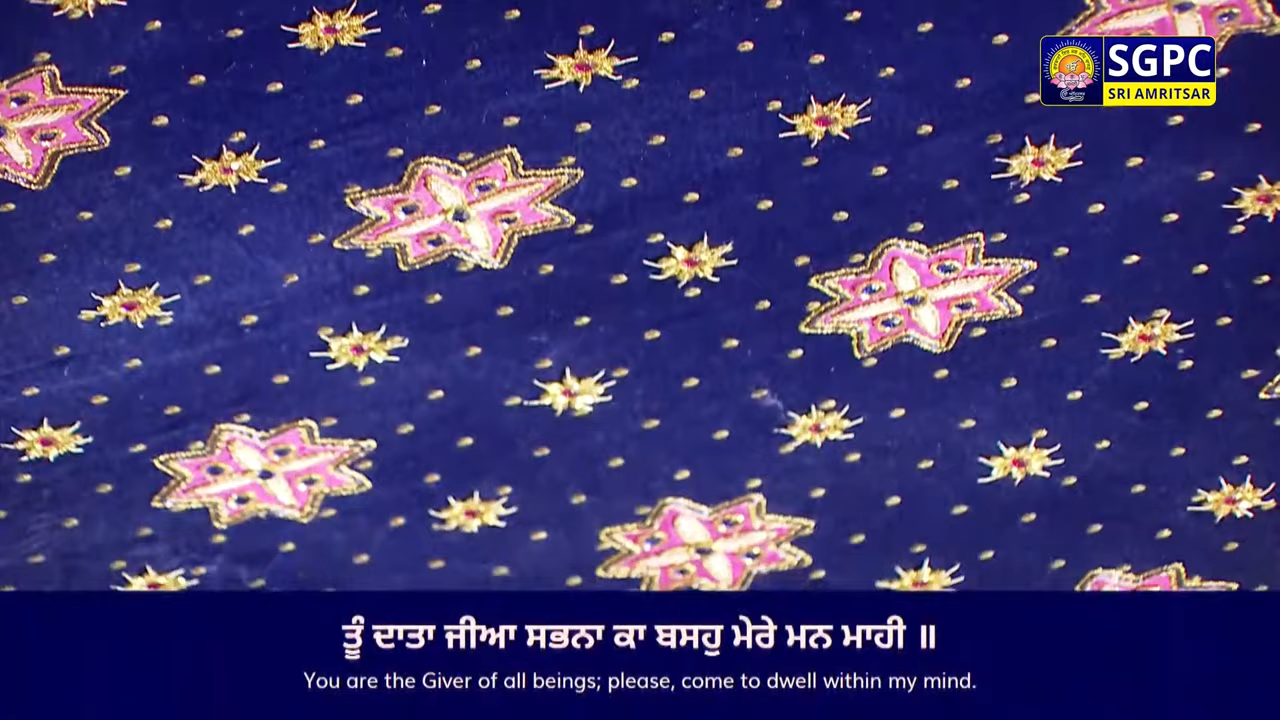 SGPC
SRI AMRITSAR
ਤੂੰ ਦਾਤਾ ਜੀਆ ਸਭਨਾ ਕਾ ਬਸਹੁ ਮੇਰੇ ਮਨ ਮਾਹੀ ॥
You are the Giver of all beings; please, come to dwell within my mind.